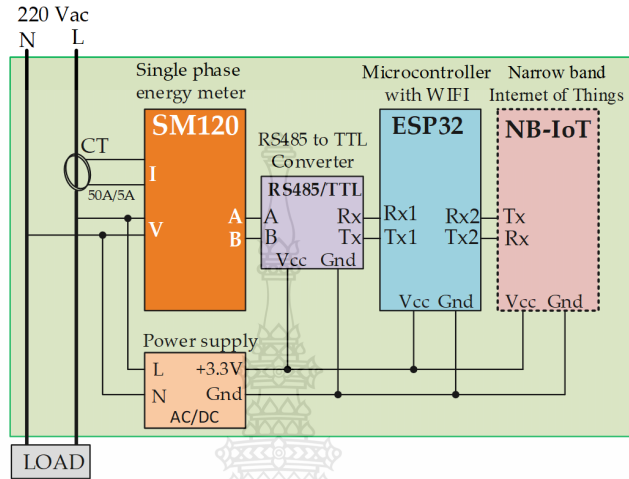 220 Vac
N
L
Single phase
energy meter
SM120
CT
I
50A/5A
V
A
B
RS485 to TTL
Converter
RS485/TTL
A
B
Rx
Tx
Vcc
Gnd
Microcontroller
with WIFI
ESP32
Rx1
Tx1
Rx2
Tx2
Vcc
Gnd
Narrow band
Internet of Things
NB-IoT
Tx
Rx
Vcc
Gnd
Power supply
L
+3.3V
N
Gnd
AC/DC
LOAD